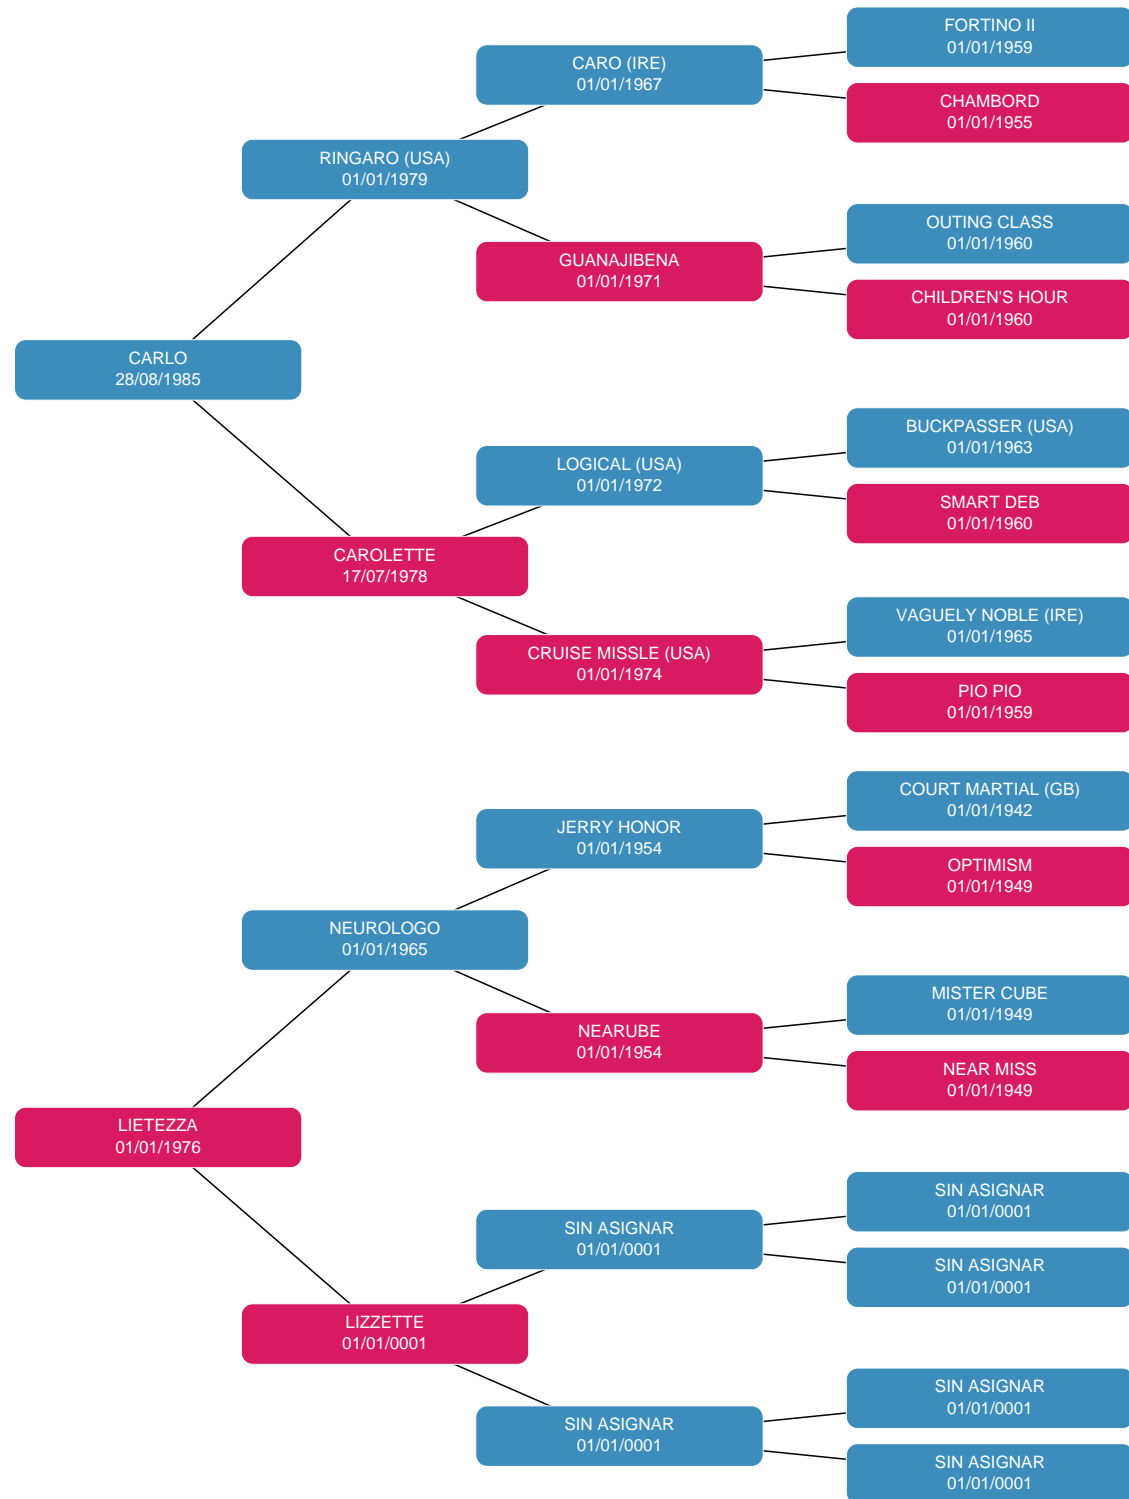 FORTINO II
01/01/1959
CARO (IRE)
01/01/1967
CHAMBORD
01/01/1955
RINGARO (USA)
01/01/1979
OUTING CLASS
01/01/1960
GUANAJIBENA
01/01/1971
CHILDREN'S HOUR
01/01/1960
CARLO
28/08/1985
BUCKPASSER (USA)
01/01/1963
LOGICAL (USA)
01/01/1972
SMART DEB
01/01/1960
CAROLETTE
17/07/1978
VAGUELY NOBLE (IRE)
01/01/1965
CRUISE MISSLE (USA)
01/01/1974
PIO PIO
01/01/1959
COURT MARTIAL (GB)
01/01/1942
JERRY HONOR
01/01/1954
OPTIMISM
01/01/1949
NEUROLOGO
01/01/1965
MISTER CUBE
01/01/1949
NEARUBE
01/01/1954
NEAR MISS
01/01/1949
LIETEZZA
01/01/1976
SIN ASIGNAR
01/01/0001
SIN ASIGNAR
01/01/0001
SIN ASIGNAR
01/01/0001
LIZZETTE
01/01/0001
SIN ASIGNAR
01/01/0001
SIN ASIGNAR
01/01/0001
SIN ASIGNAR
01/01/0001